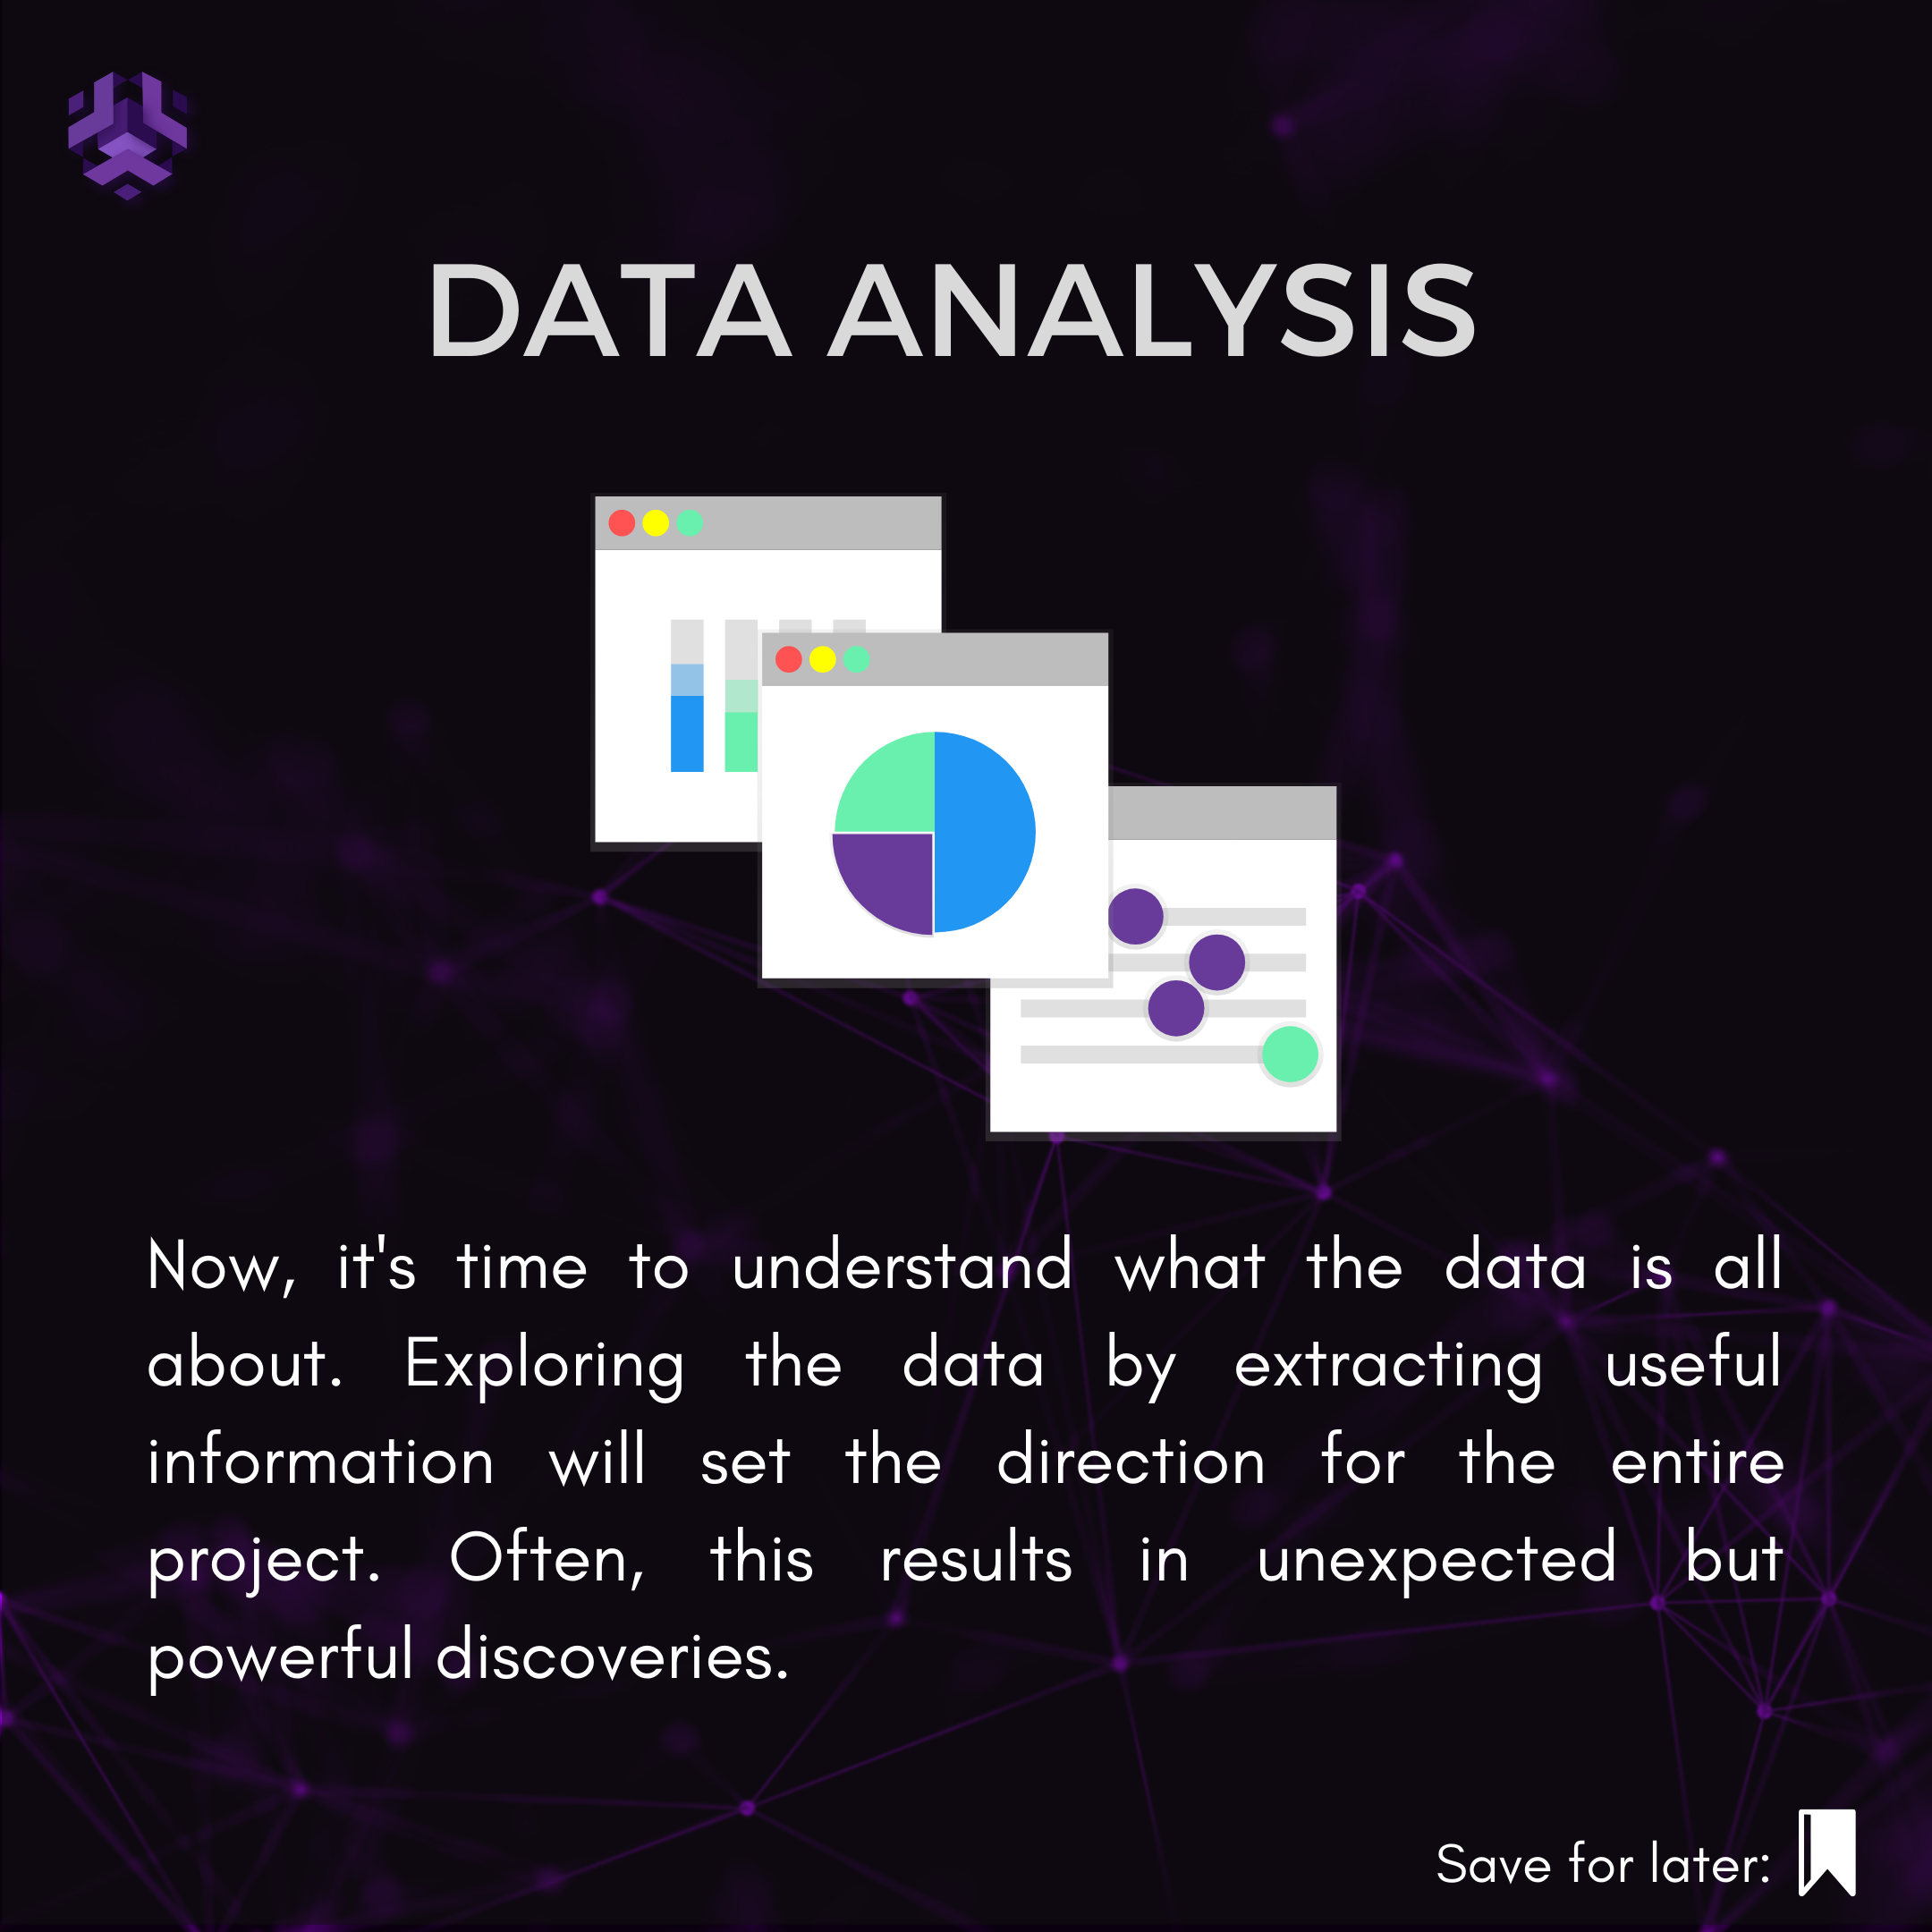 DATA ANALYSIS
Now, it's time to understand what the data is all
about. Exploring the data by extracting useful
information will set the direction for the entire
project. Often, this results in unexpected but
powerful discoveries.
Save for later: